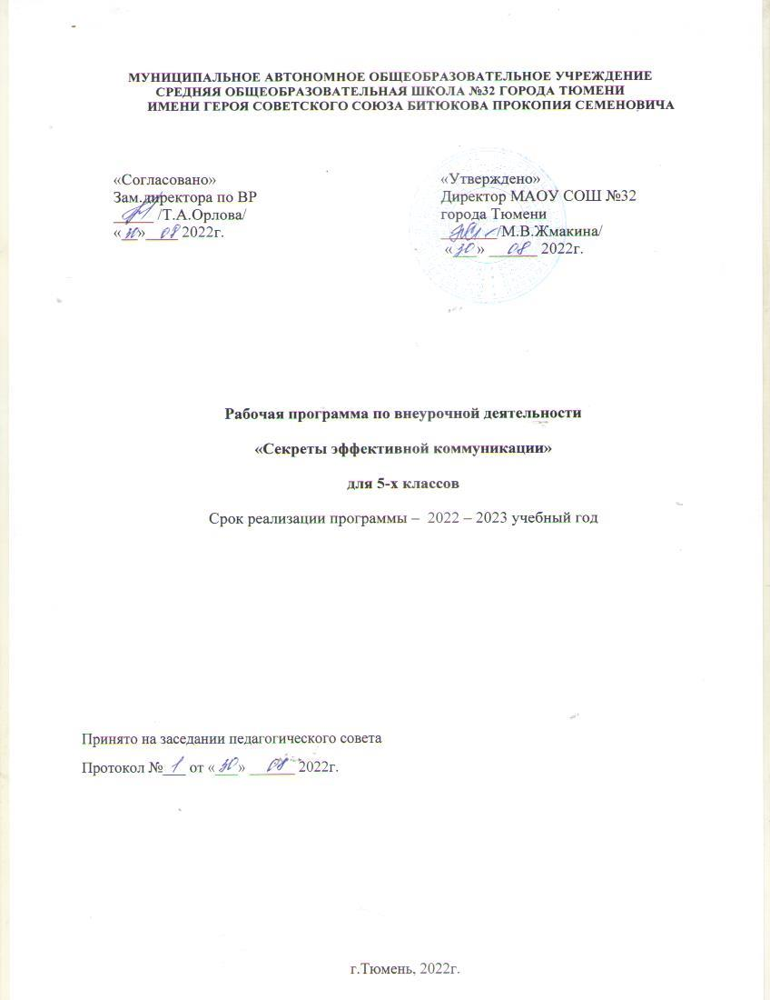 МУНИЦИПАЛЬНОЕ АВТОНОМНОЕ ОБЩЕОБРАЗОВАТЕЛЬНОЕ УЧРЕЖДЕНИЕ
СРЕДНЯЯ ОБЩЕОБРАЗОВАТЕЛЬНАЯ ШКОЛА №32 ГОРОДА ТЮМЕНИ
ИМЕНИ ГЕРОЯ СОВЕТСКОГО СОЮЗА БИТЮКОВА ПРОКОПИЯ СЕМЕНОВИЧА
«Согласовано»
Зам.директора по ВР
/Т.А.Орлова/
«30» 08 2022г.
«Утверждено»
Директор МАОУ СОШ №32
города Тюмени
/М.В.Жмакина/
«30» 08 2022г.
Рабочая программа по внеурочной деятельности
«Секреты эффективной коммуникации»
для 5-х классов
Срок реализации программы – 2022 – 2023 учебный год
Принято на заседании педагогического совета
Протокол № 1 от «30» 08 2022г.
г.Тюмень, 2022г.